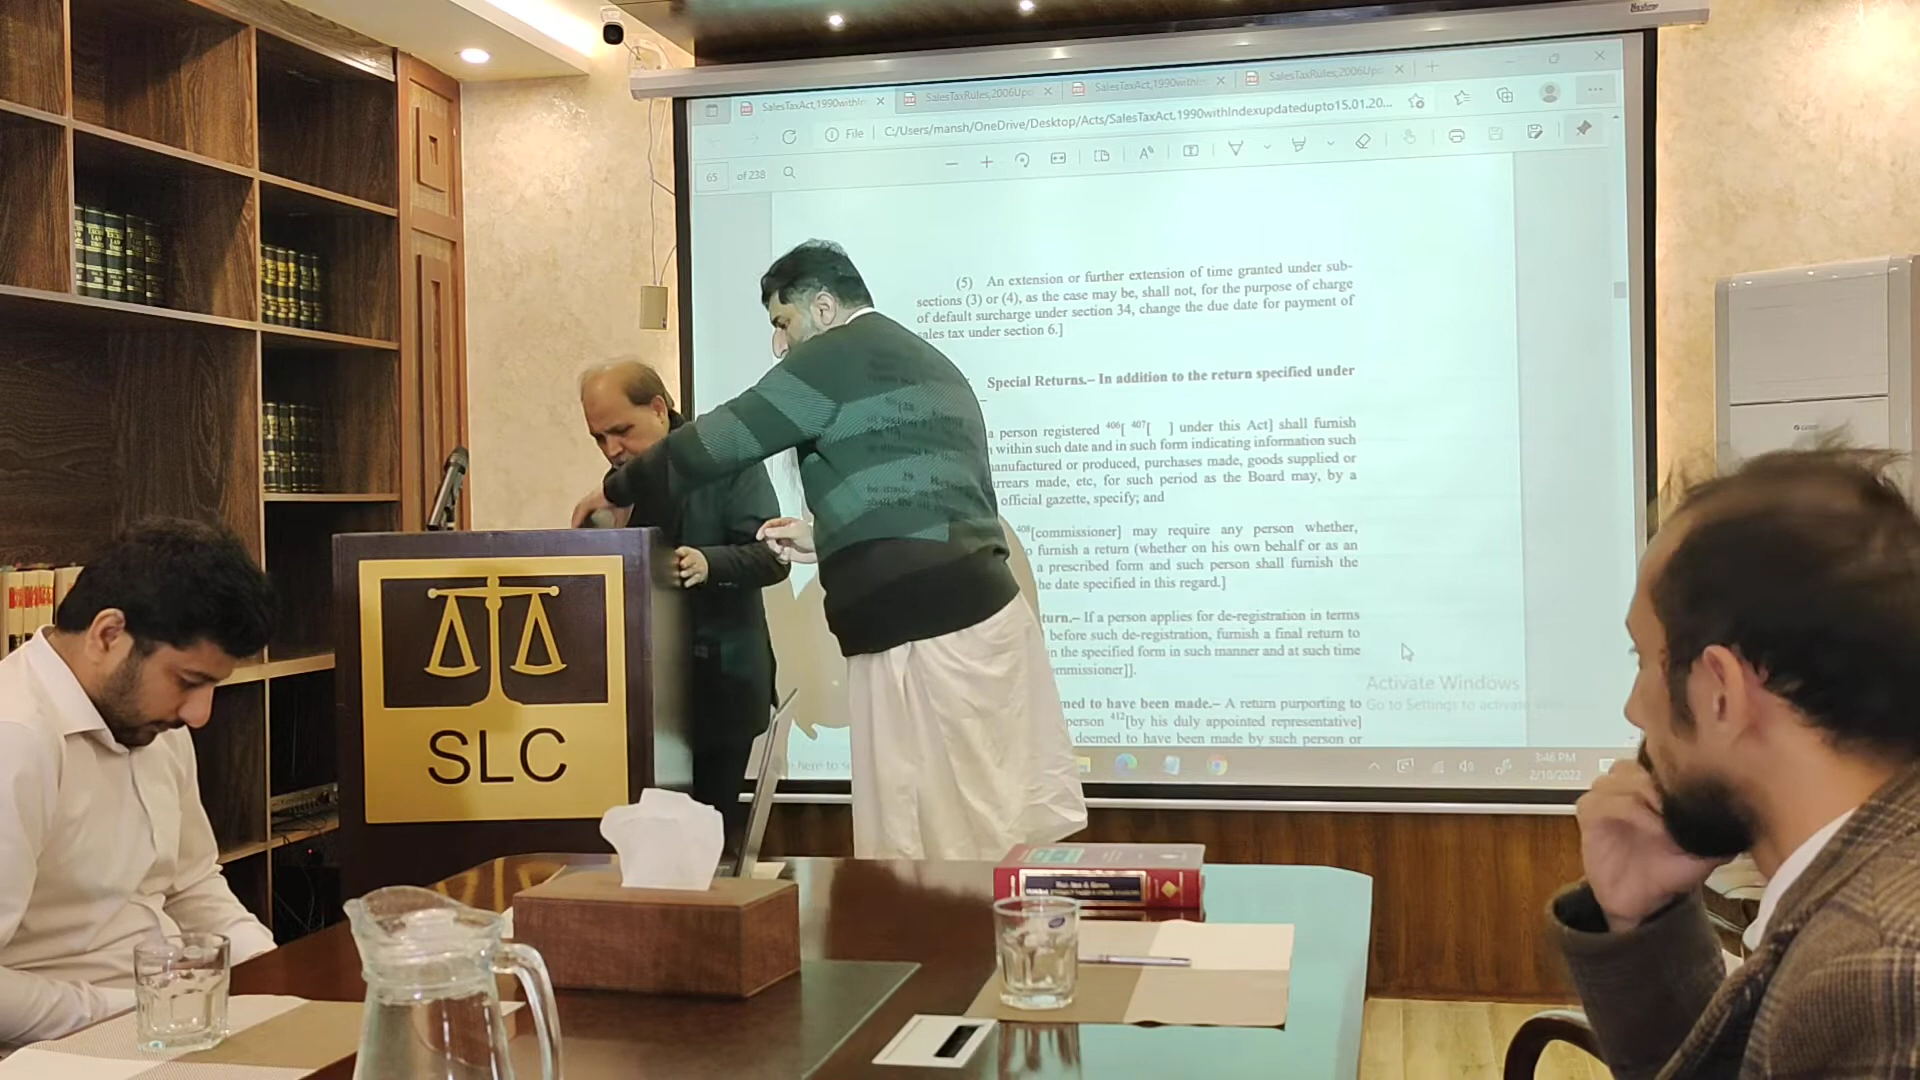 SalesTaxAct,1990withIn
SalesTaxRules,2006Upd
SalesTaxAct,1990withIn
SalesTaxRules,2006Upd
File
C:/Users/mansh/OneDrive/Desktop/Acts/SalesTaxAct,1990withIndexupdatedupto15.01.20...
65
of 238
(5) An extension or further extension of time granted under sub-
sections (3) or (4), as the case may be, shall not, for the purpose of charge
of default surcharge under section 34, change the due date for payment of
sales tax under section 6.]
Special Returns.– In addition to the return specified under
a person registered 406[ 407[ ] under this Act] shall furnish
within such date and in such form indicating information such
manufactured or produced, purchases made, goods supplied or
arrears made, etc, for such period as the Board may, by a
official gazette, specify; and
408[commissioner] may require any person whether,
furnish a return (whether on his own behalf or as an
a prescribed form and such person shall furnish the
he date specified in this regard.]
turn.– If a person applies for de-registration in terms
before such de-registration, furnish a final return to
in the specified form in such manner and at such time
mmissioner]].
med to have been made.– A return purporting to
person 412[by his duly appointed representative]
deemed to have been made by such person or
Activate Windows
Go to Settings to activate
here to se
3:46 PM
2/10/2022
SLC